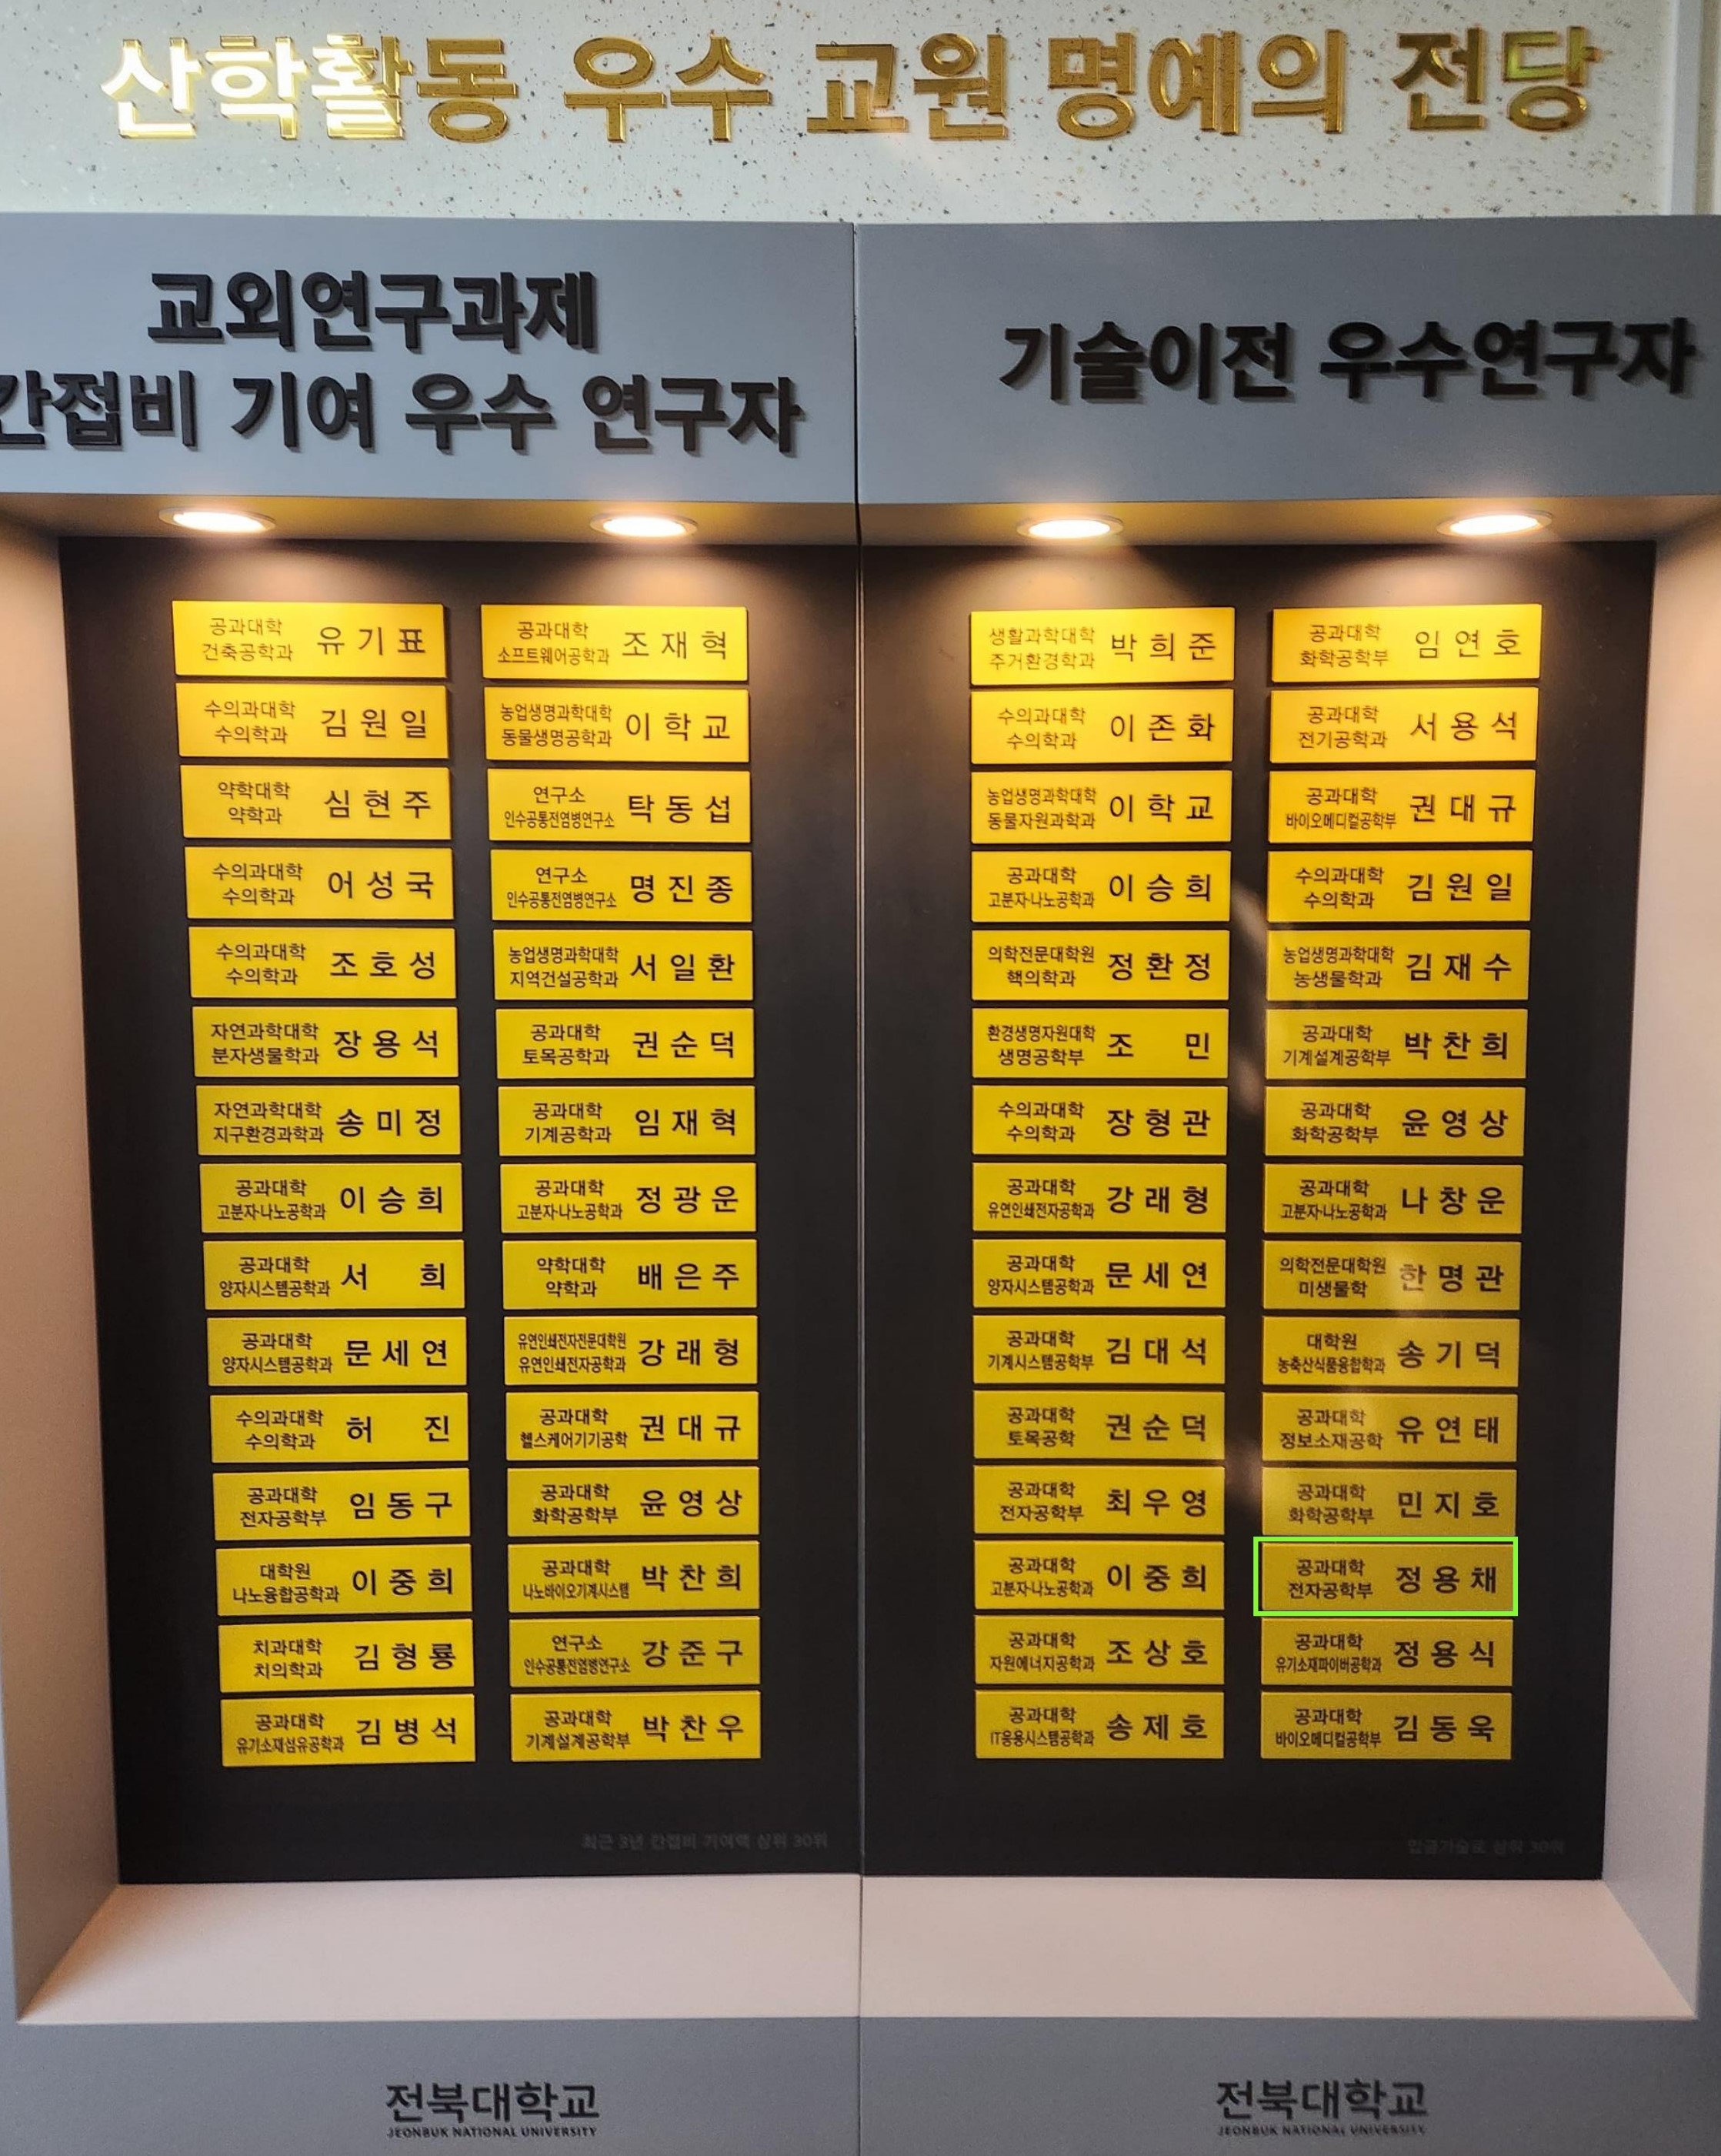 산학활동 우수 교원 명예의 전당
교외연구과제
간접비 기여 우수 연구자
공과대학
건축공학과
유기표
공과대학
소프트웨어공학과
조재혁
수의과대학
수의학과
김원일
농업생명과학대학
동물생명공학과
이학교
약학대학
약학과
심현주
연구소
인수공통전염병연구소
탁동섭
수의과대학
수의학과
어성국
연구소
인수공통전염병연구소
명진종
수의과대학
수의학과
조호성
농업생명과학대학
지역건설공학과
서일환
자연과학대학
분자생물학과
장용석
공과대학
토목공학과
권순덕
자연과학대학
지구환경과학과
송미정
공과대학
기계공학과
임재혁
공과대학
고분자·나노공학과
이승희
공과대학
고분자·나노공학과
정광운
공과대학
양자시스템공학과
서 희
약학대학
약학과
배은주
공과대학
양자시스템공학과
문세연
유연인쇄전자전문대학원
유연인쇄전자공학과
강래형
수의과대학
수의학과
허 진
공과대학
헬스케어기기공학
권대규
공과대학
전자공학부
임동구
공과대학
화학공학부
윤영상
대학원
나노융합공학과
이중희
공과대학
나노바이오기계시스템
박찬희
치과대학
치의학과
김형룡
연구소
인수공통전염병연구소
강준구
공과대학
유기소재섬유공학과
김병석
공과대학
기계설계공학부
박찬우
최근 3년 간접비 기여액 상위 30위
전북대학교
JEONBUK NATIONAL UNIVERSITY
기술이전 우수연구자
생활과학대학
주거환경학과
박희준
공과대학
화학공학부
임연호
수의과대학
수의학과
이존화
공과대학
전기공학과
서용석
농업생명과학대학
동물자원과학과
이학교
공과대학
바이오메디컬공학부
권대규
공과대학
고분자·나노공학과
이승희
수의과대학
수의학과
김원일
의학전문대학원
핵의학과
정환정
농업생명과학대학
농생물학과
김재수
환경생명자원대학
생명공학부
조 민
공과대학
기계설계공학부
박찬희
수의과대학
수의학과
장형관
공과대학
화학공학부
윤영상
공과대학
유연인쇄전자공학과
강래형
공과대학
고분자·나노공학과
나창운
공과대학
양자시스템공학과
문세연
의학전문대학원
미생물학
한명관
공과대학
기계시스템공학부
김대석
대학원
농축산식품융합학과
송기덕
공과대학
토목공학
권순덕
공과대학
정보소재공학
유연태
공과대학
전자공학부
최우영
공과대학
화학공학부
민지호
공과대학
고분자·나노공학과
이중희
공과대학
전자공학부
정용채
공과대학
자원에너지공학과
조상호
공과대학
유기소재파이버공학과
정용식
공과대학
IT응용시스템공학과
송제호
공과대학
바이오메디컬공학부
김동욱
입금기술료 상위 30위
전북대학교
JEONBUK NATIONAL UNIVERSITY